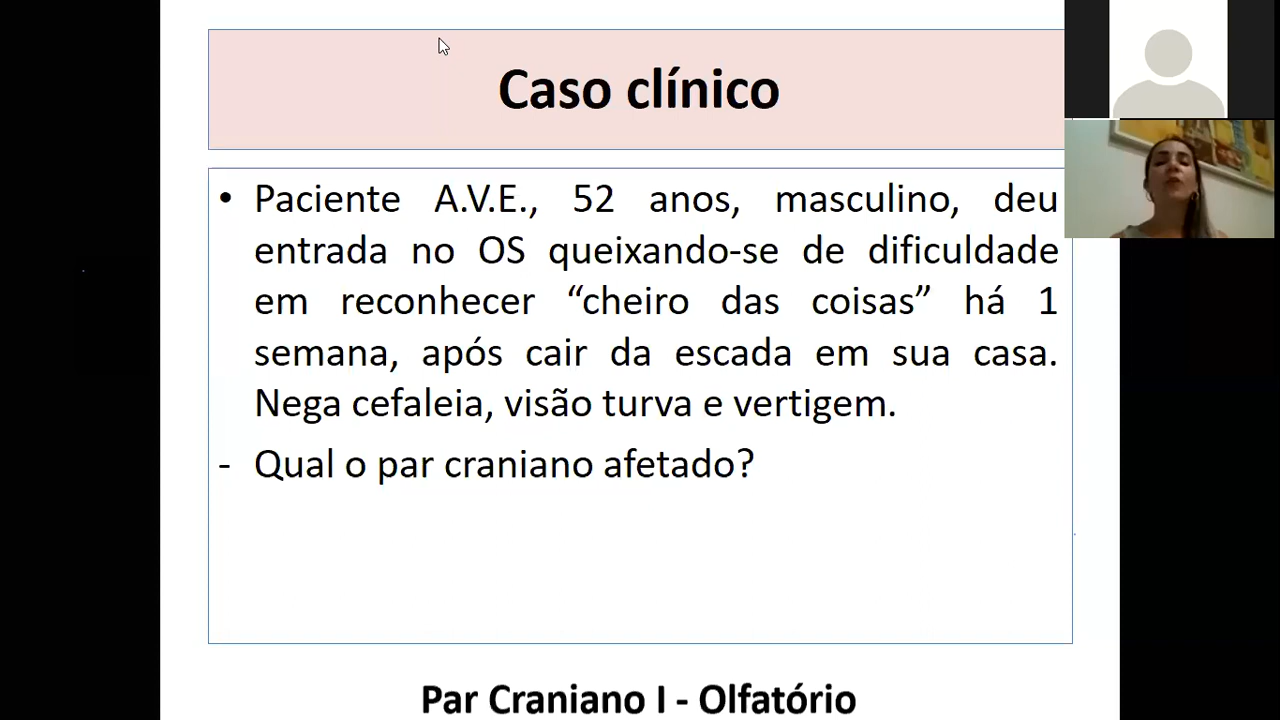 Caso clínico
• Paciente A.V.E., 52 anos, masculino, deu
entrada no OS queixando-se de dificuldade
em reconhecer “cheiro das coisas” há 1
semana, após cair da escada em sua casa.
Nega cefaleia, visão turva e vertigem.
- Qual o par craniano afetado?
Par Craniano I - Olfatório